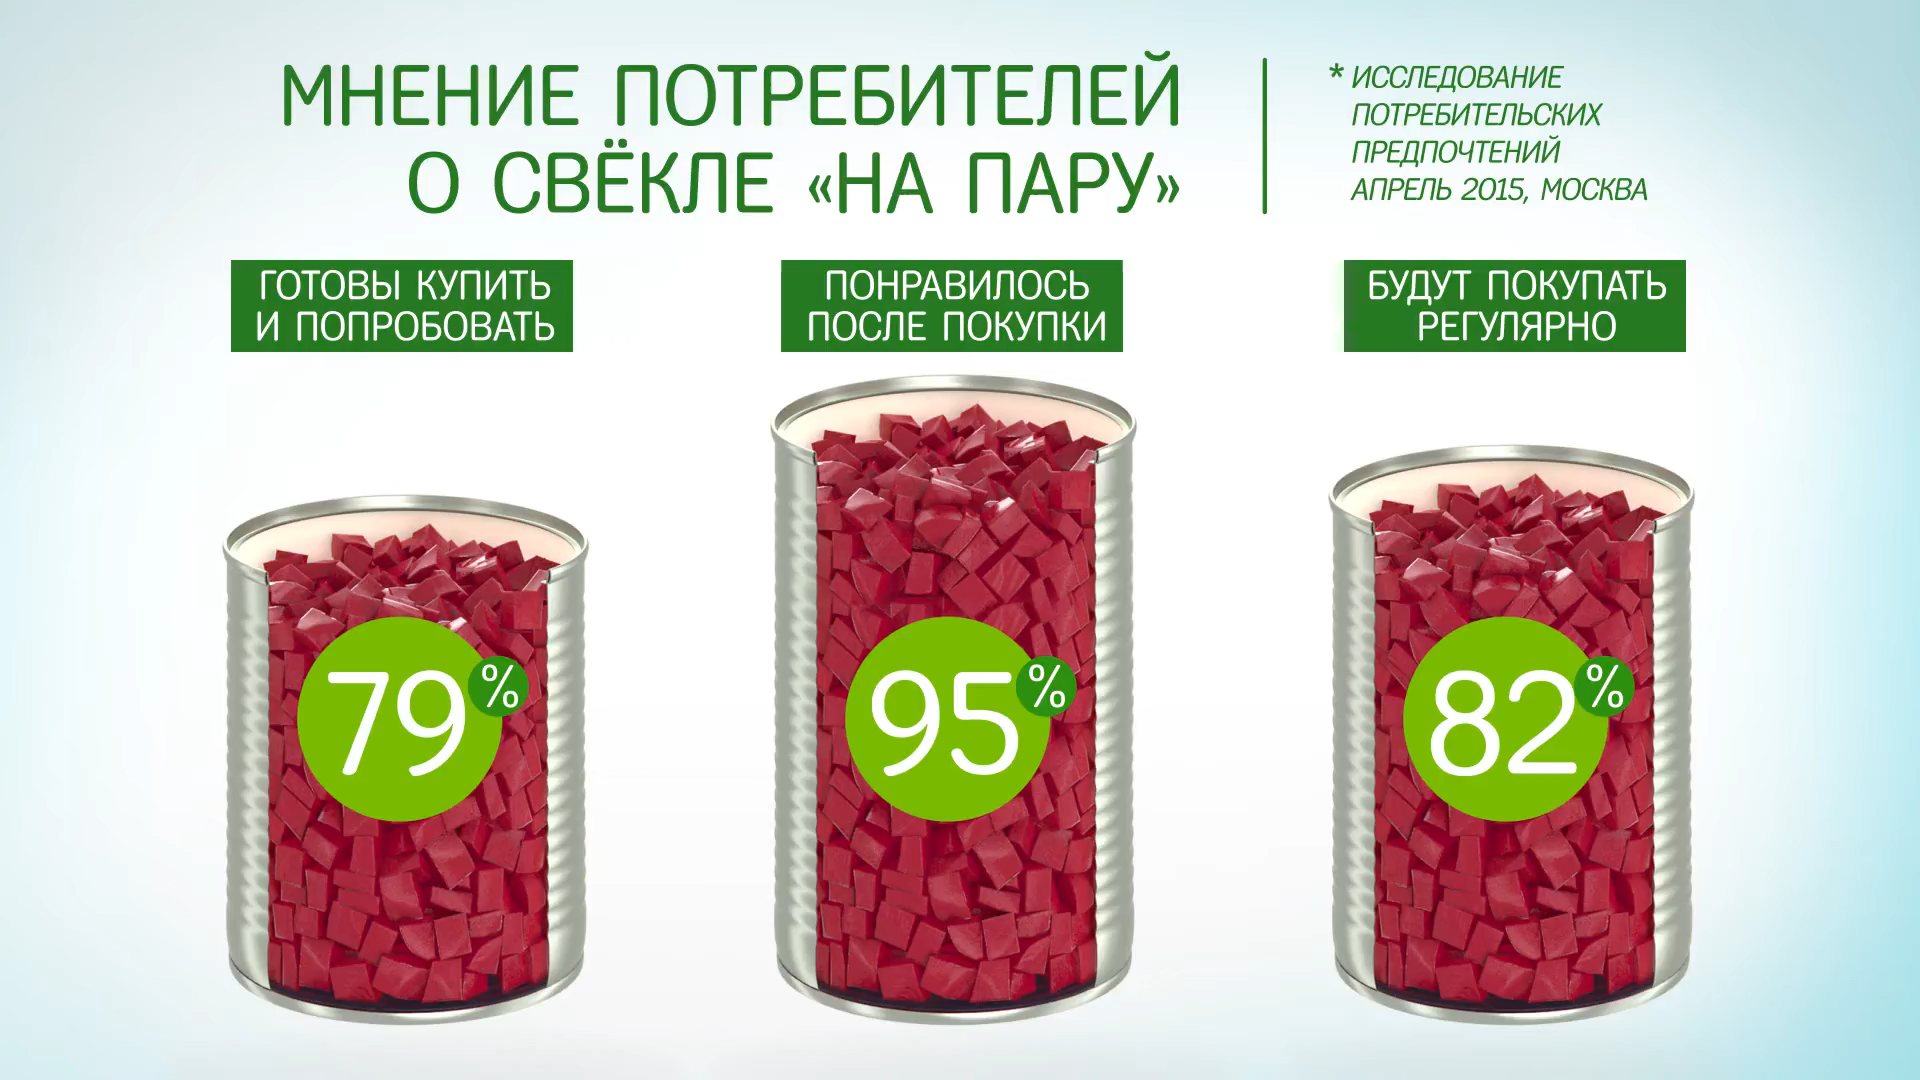 МНЕНИЕ ПОТРЕБИТЕЛЕЙ
О СВЁКЛЕ «НА ПАРУ»
* ИССЛЕДОВАНИЕ
ПОТРЕБИТЕЛЬСКИХ
ПРЕДПОЧТЕНИЙ
АПРЕЛЬ 2015, МОСКВА
ГОТОВЫ КУПИТЬ
И ПОПРОБОВАТЬ
79%
ПОНРАВИЛОСЬ
ПОСЛЕ ПОКУПКИ
95%
БУДУТ ПОКУПАТЬ
РЕГУЛЯРНО
82%